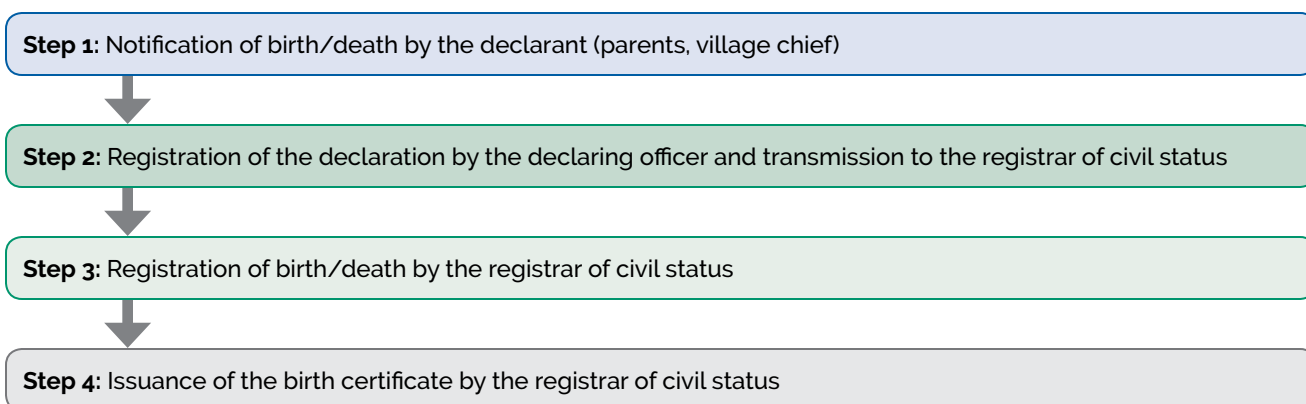 Step 1: Notification of birth/death by the declarant (parents, village chief)
Step 2: Registration of the declaration by the declaring officer and transmission to the registrar of civil status
Step 3: Registration of birth/death by the registrar of civil status
Step 4: Issuance of the birth certificate by the registrar of civil status